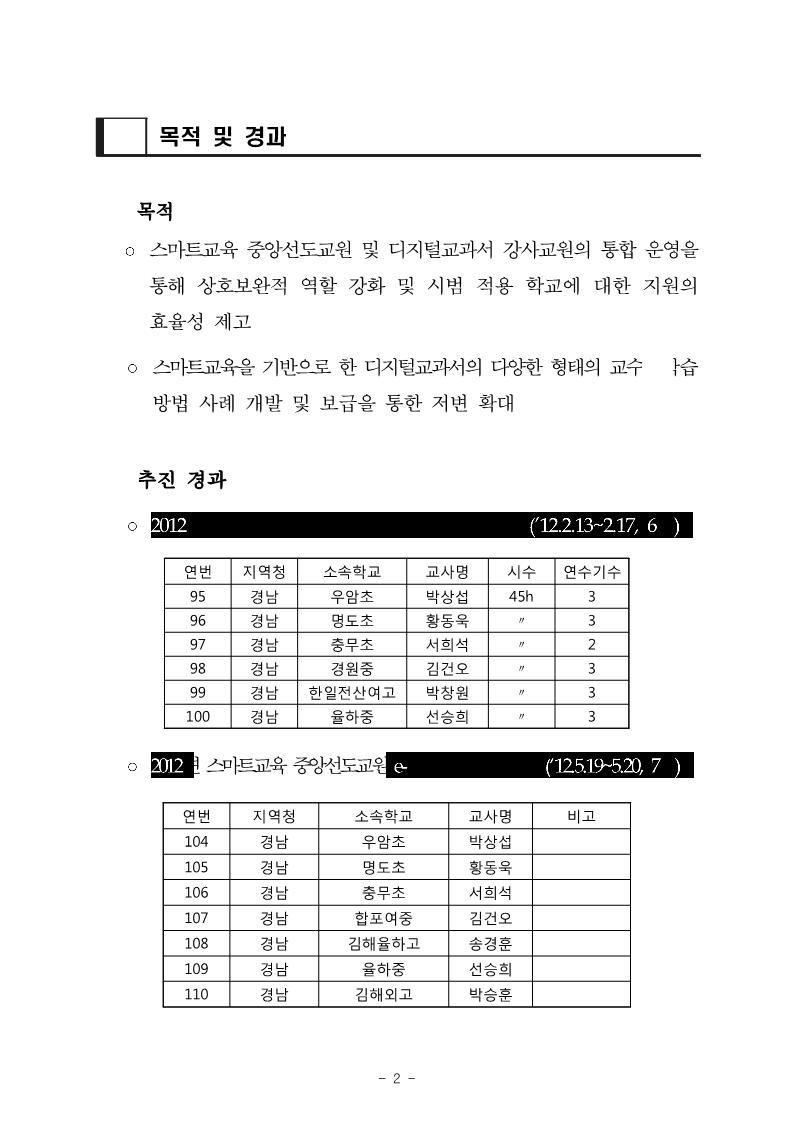 목적 및 경과
목적
○ 스마트교육 중앙선도교원 및 디지털교과서 강사교원의 통합 운영을
통해 상호보완적 역할 강화 및 시범 적용 학교에 대한 지원의
효율성 제고
○ 스마트교육을 기반으로 한 디지털교과서의 다양한 형태의 교수 습
방법 사례 개발 및 보급을 통한 저변 확대
추진 경과
○ 2012 (′12.2.13~2.17, 6 )
연번 지역청 소속학교 교사명 시수 연수기수
95 경남 우암초 박상섭 45h 3
96 경남 명도초 황동욱 〃 3
97 경남 충무초 서희석 〃 2
98 경남 경원중 김건오 〃 3
99 경남 한일전산여고 박창원 〃 3
100 경남 율하중 선승희 〃 3
○ 2012 스마트교육 중앙선도교원 e- (′12.5.19~5.20, 7 )
연번 지역청 소속학교 교사명 비고
104 경남 우암초 박상섭
105 경남 명도초 황동욱
106 경남 충무초 서희석
107 경남 합포여중 김건오
108 경남 김해율하고 송경훈
109 경남 율하중 선승희
110 경남 김해외고 박승훈
- 2 -